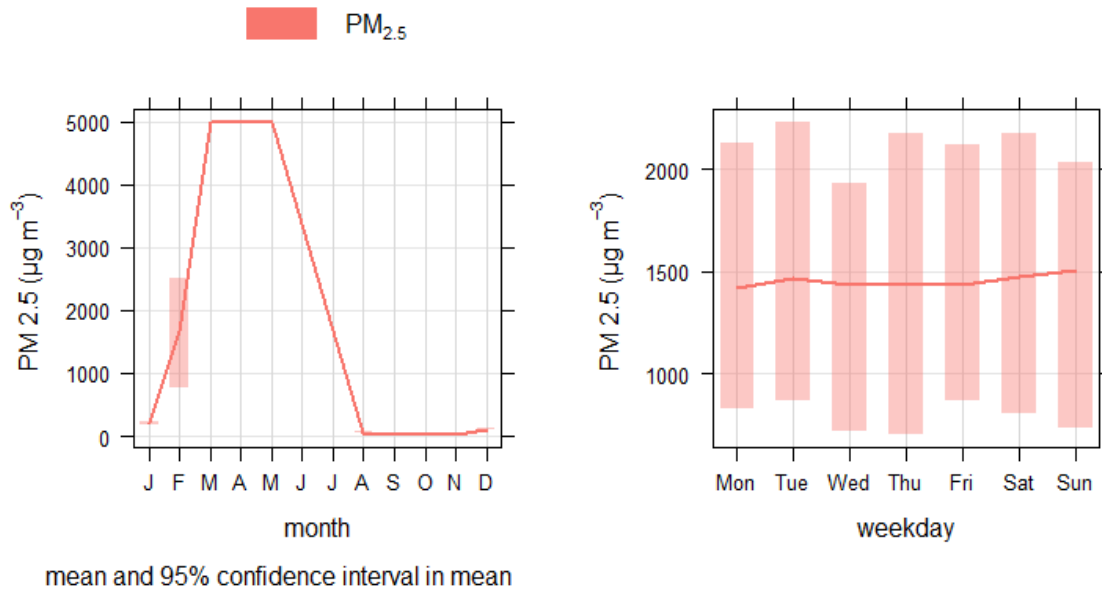 PM2.5
PM 2.5 (µg m−3)
5000
4000
3000
2000
1000
0
J F M A M J J A S O N D
month
mean and 95% confidence interval in mean
PM 2.5 (µg m−3)
2000
1500
1000
Mon Tue Wed Thu Fri Sat Sun
weekday